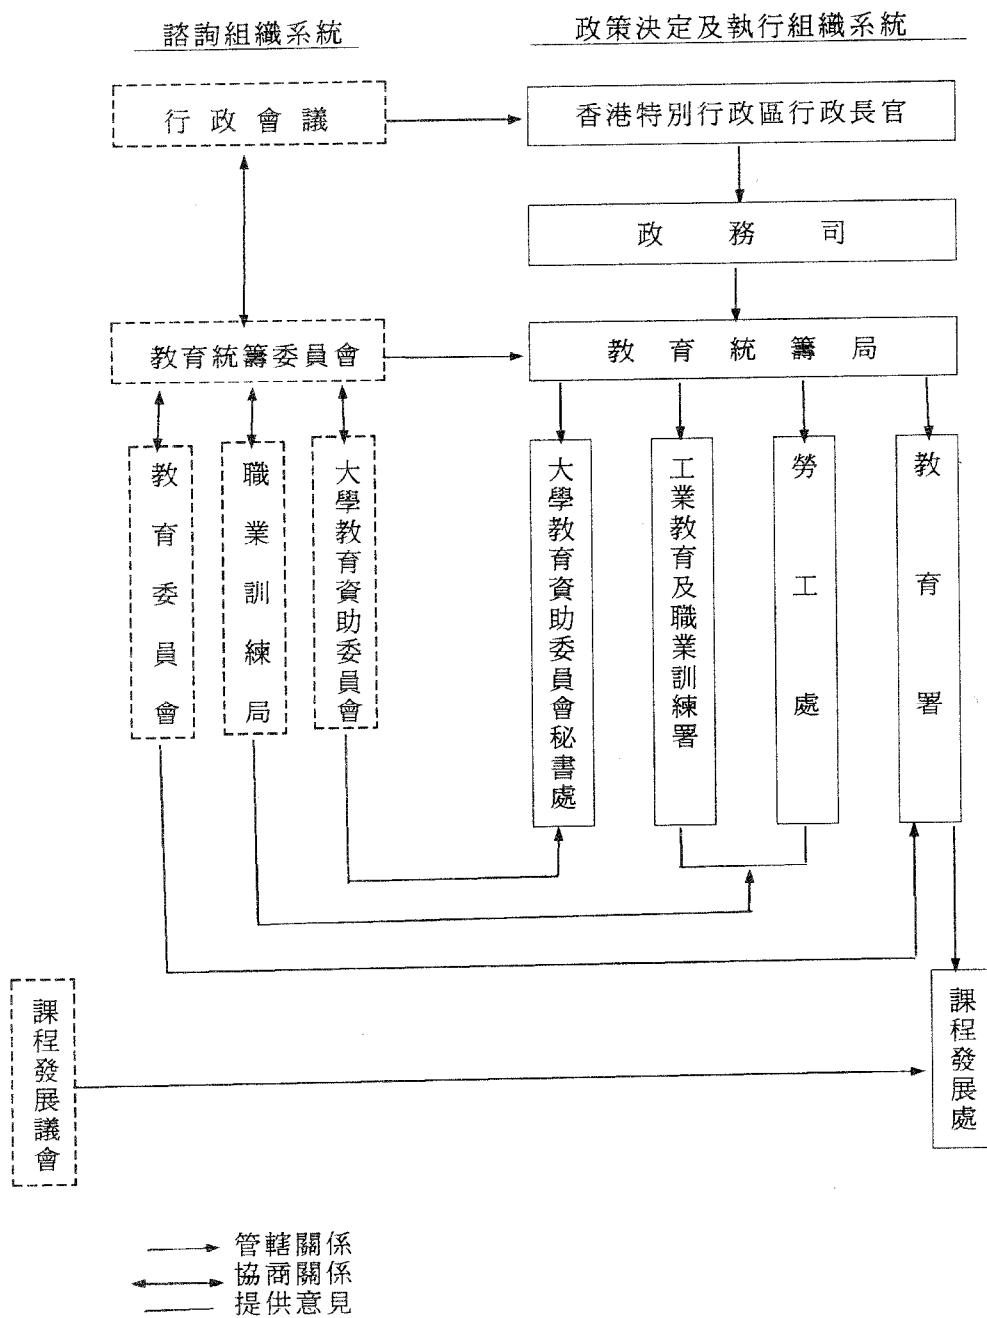 諮詢組織系統
政策決定及執行組織系統
行政會議
香港特別行政區行政長官
政務司
教育統籌委員會
教育統籌局
教育委員會
職業訓練局
大學教育資助委員會
大學教育資助委員會秘書處
工業教育及職業訓練署
勞工處
教育署
課程發展議會
課程發展處
管轄關係
協商關係
提供意見